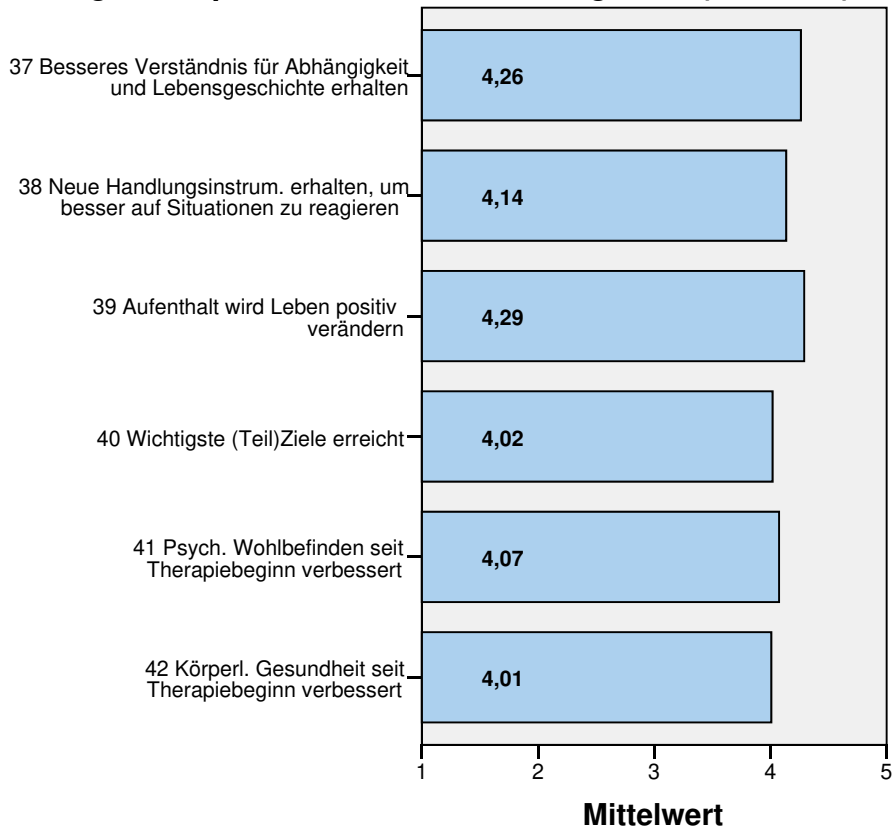 37 Besseres Verständnis für Abhängigkeit
und Lebensgeschichte erhalten
4,26
38 Neue Handlungsinstrum. erhalten, um
besser auf Situationen zu reagieren
4,14
39 Aufenthalt wird Leben positiv
verändern
4,29
40 Wichtigste (Teil)Ziele erreicht
4,02
41 Psych. Wohlbefinden seit
Therapiebeginn verbessert
4,07
42 Körperl. Gesundheit seit
Therapiebeginn verbessert
4,01
1 2 3 4 5
Mittelwert